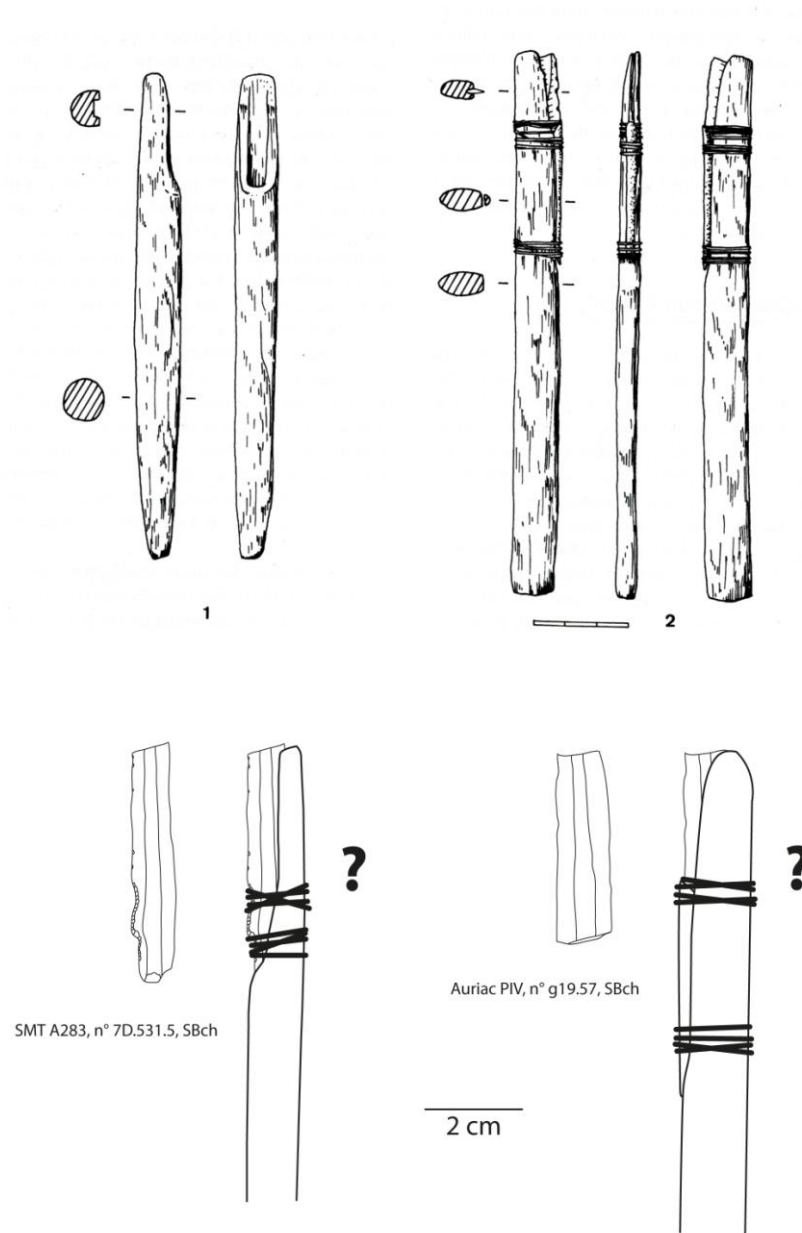 1
2
?
?
SMT A283, n° 7D.531.5, SBch
Auriac PIV, n° g19.57, SBch
2 cm